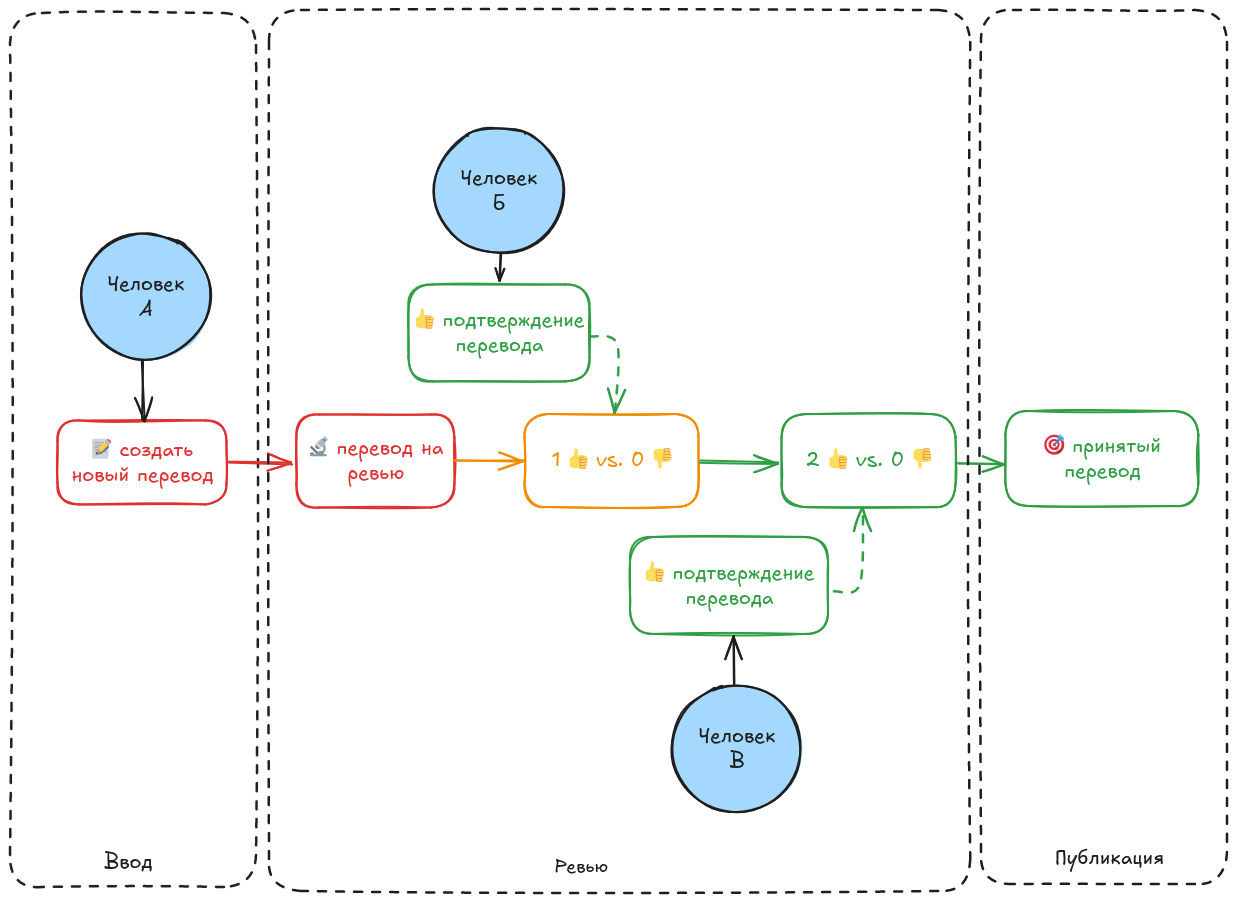 Человек
А
📝 создать
новый перевод
Ввод
Человек
Б
👍 подтверждение
перевода
🔬 перевод на
ревью
1 👍 vs. 0 👎
2 👍 vs. 0 👎
👍 подтверждение
перевода
Человек
В
Ревью
🎯 принятый
перевод
Публикация